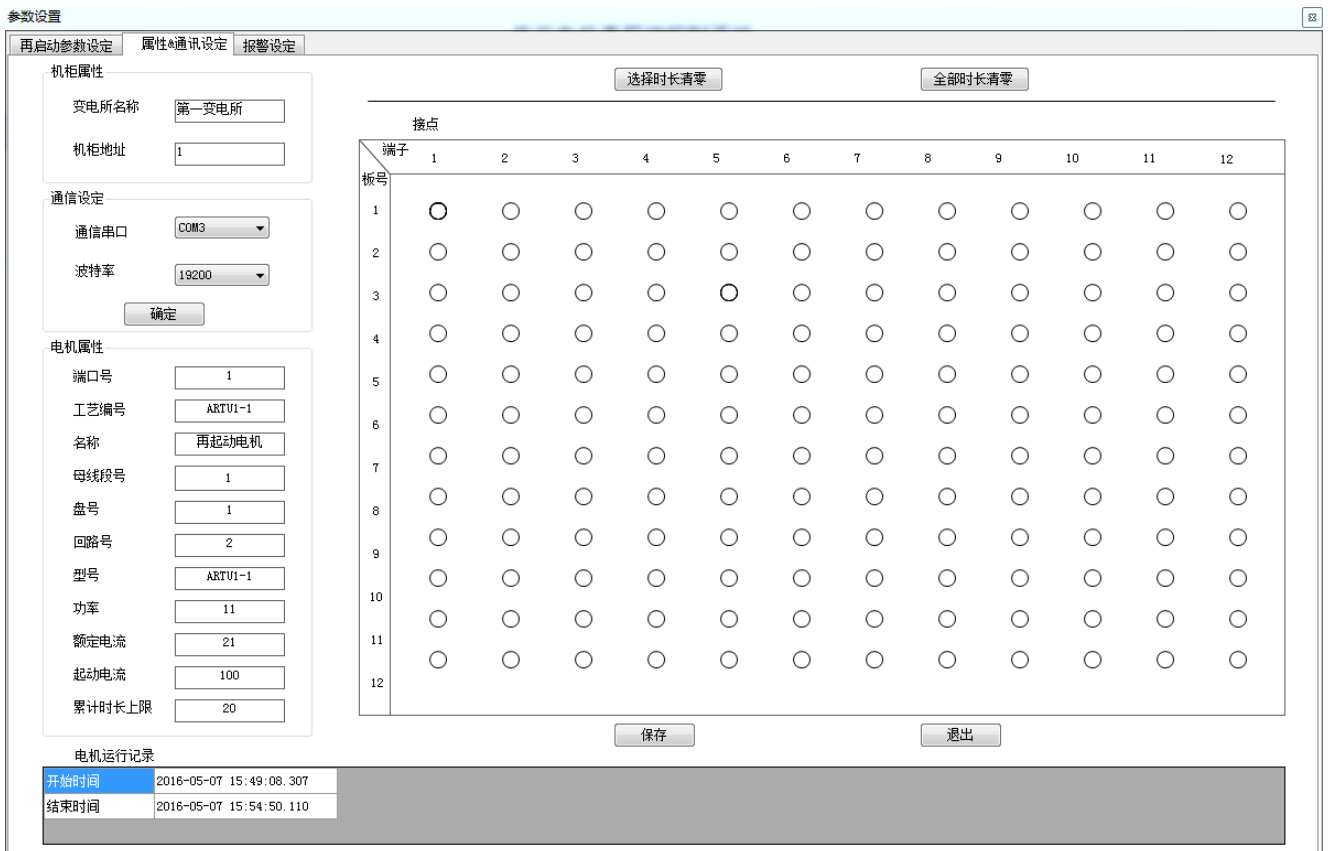 参数设置
再启动参数设定 属性&通讯设定 报警设定
机柜属性
变电所名称 第一变电所
机柜地址 1
通信设定
通信串口 COM3
波特率 19200
确定
电机属性
端口号 1
工艺编号 ARTU1-1
名称 再起动电机
母线段号 1
盘号 1
回路号 2
型号 ARTU1-1
功率 11
额定电流 21
起动电流 100
累计时长上限 20
选择时长清零 全部时长清零
接点
端子 1 2 3 4 5 6 7 8 9 10 11 12
板号
1
2
3
4
5
6
7
8
9
10
11
12
保存 退出
电机运行记录
开始时间 2016-05-07 15:49:08.307
结束时间 2016-05-07 15:54:50.110